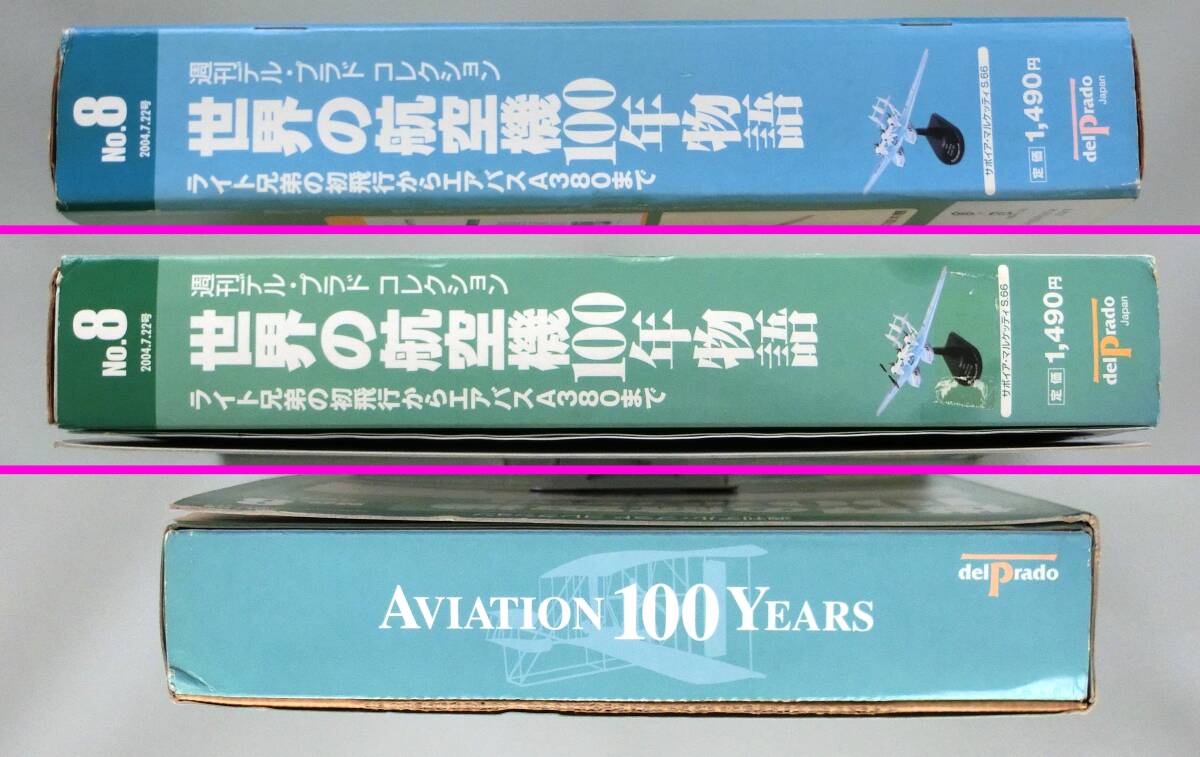 No.8
2004.7.22号
週刊デル・プラド コレクション
世界の航空機100年物語
ライト兄弟の初飛行からエアバスA380まで
サボイア・マルケッティ S.66
定価 1,490円
delPrado
Japan
No.8
2004.7.22号
週刊デル・プラド コレクション
世界の航空機100年物語
ライト兄弟の初飛行からエアバスA380まで
サボイア・マルケッティ S.66
定価 1,490円
delPrado
Japan
delPrado
AVIATION 100 YEARS